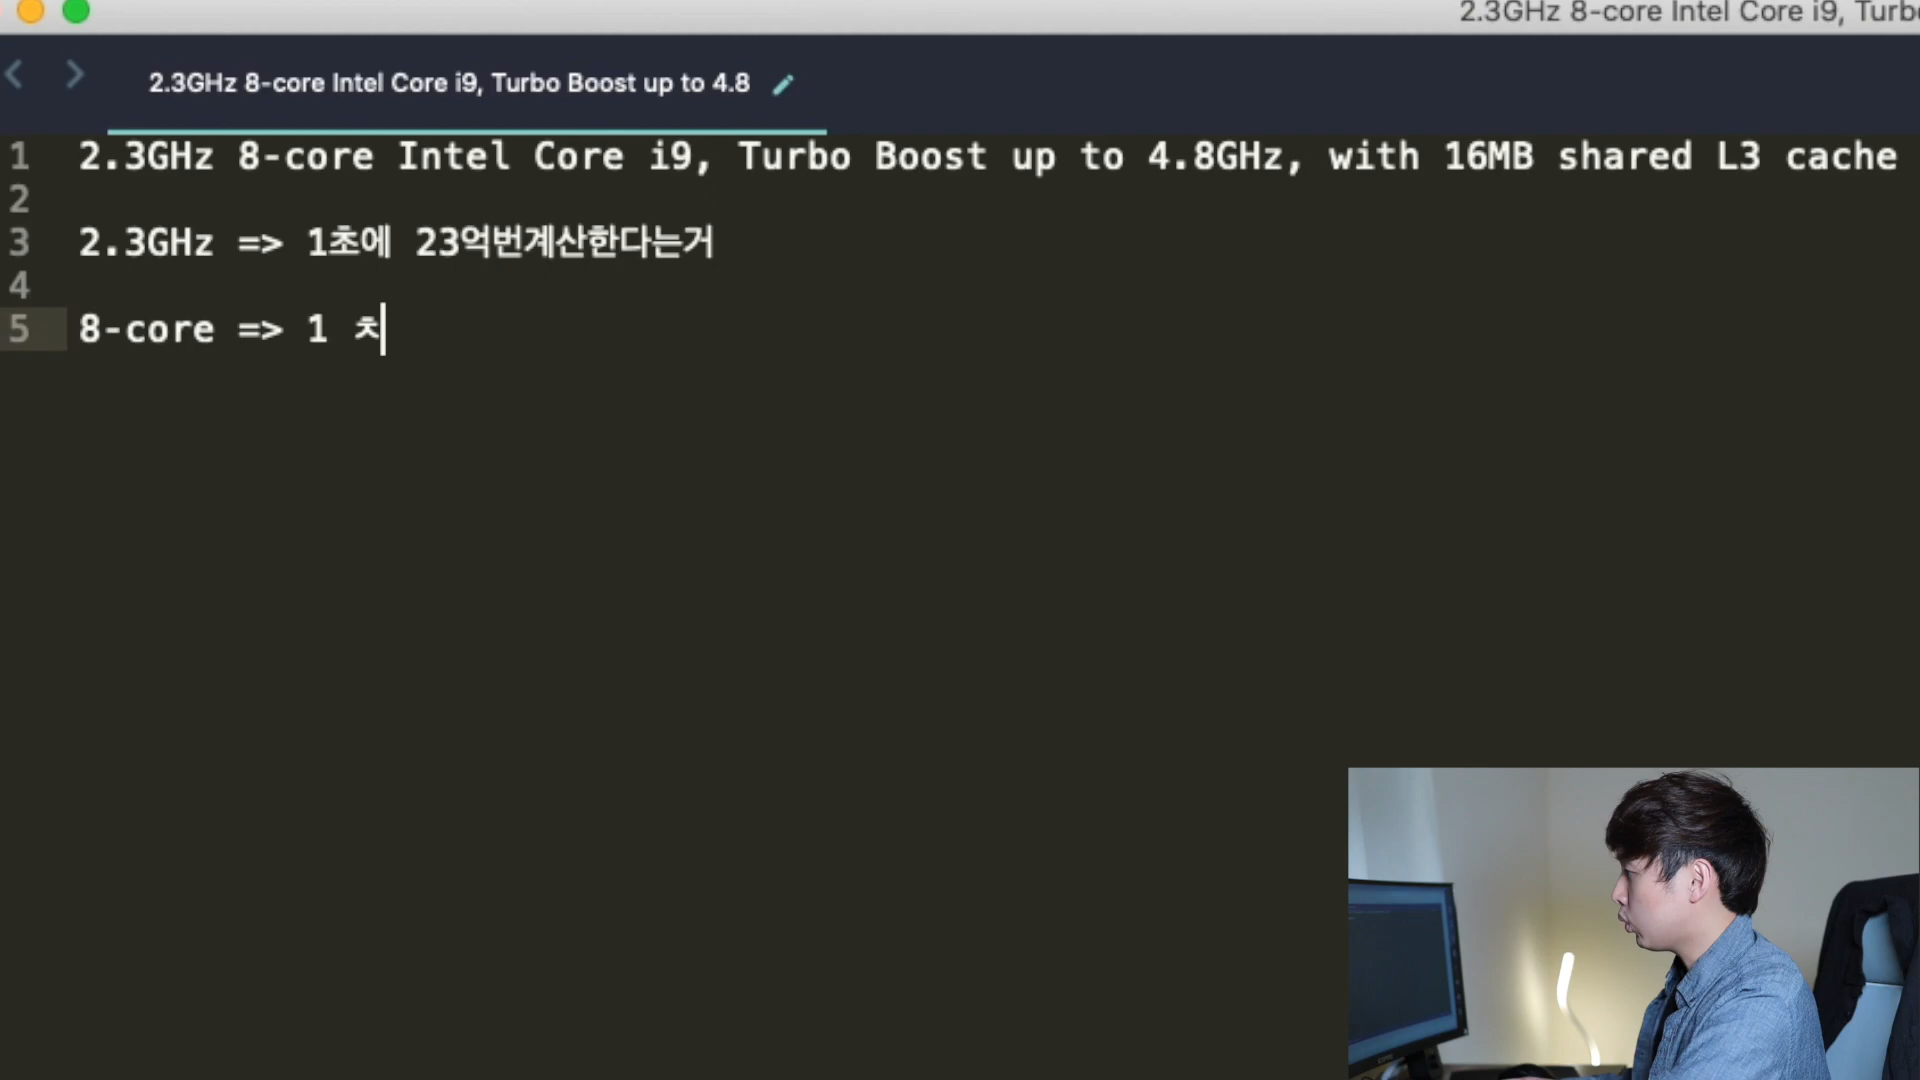 2.3GHz 8-core Intel Core i9, Turb
2.3GHz 8-core Intel Core i9, Turbo Boost up to 4.8
1 2.3GHz 8-core Intel Core i9, Turbo Boost up to 4.8GHz, with 16MB shared L3 cache
2
3 2.3GHz => 1초에 23억번계산한다는거
4
5 8-core => 1 ㅊ